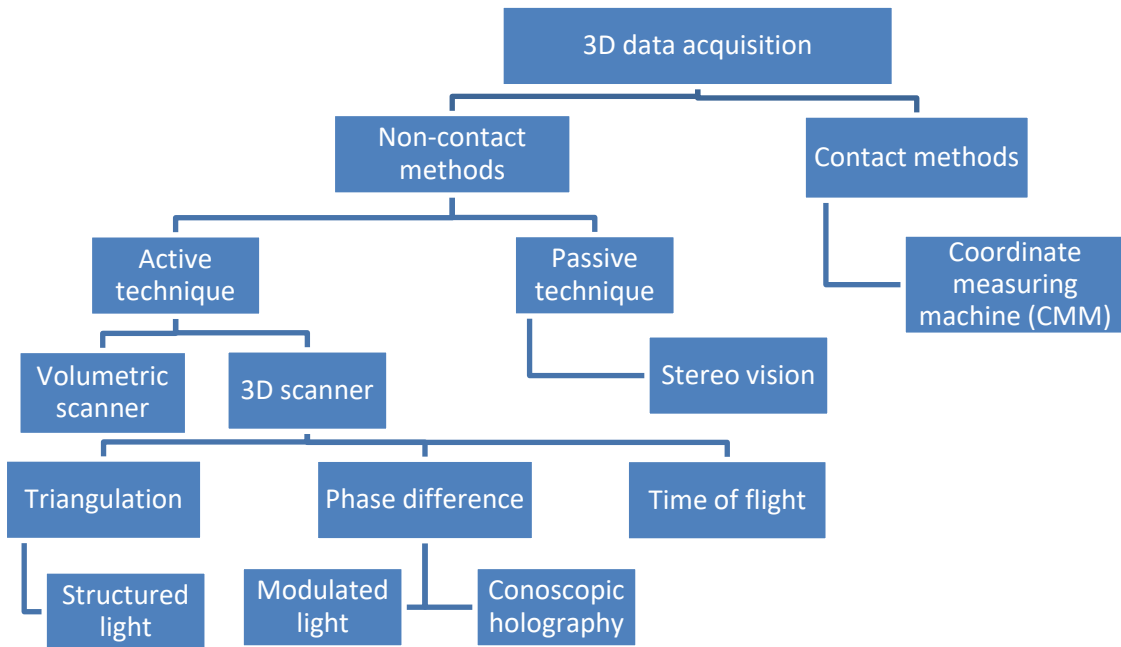 3D data acquisition
Non-contact
methods
Contact methods
Active
technique
Passive
technique
Coordinate
measuring
machine (CMM)
Volumetric
scanner
3D scanner
Stereo vision
Triangulation
Phase difference
Time of flight
Structured
light
Modulated
light
Conoscopic
holography